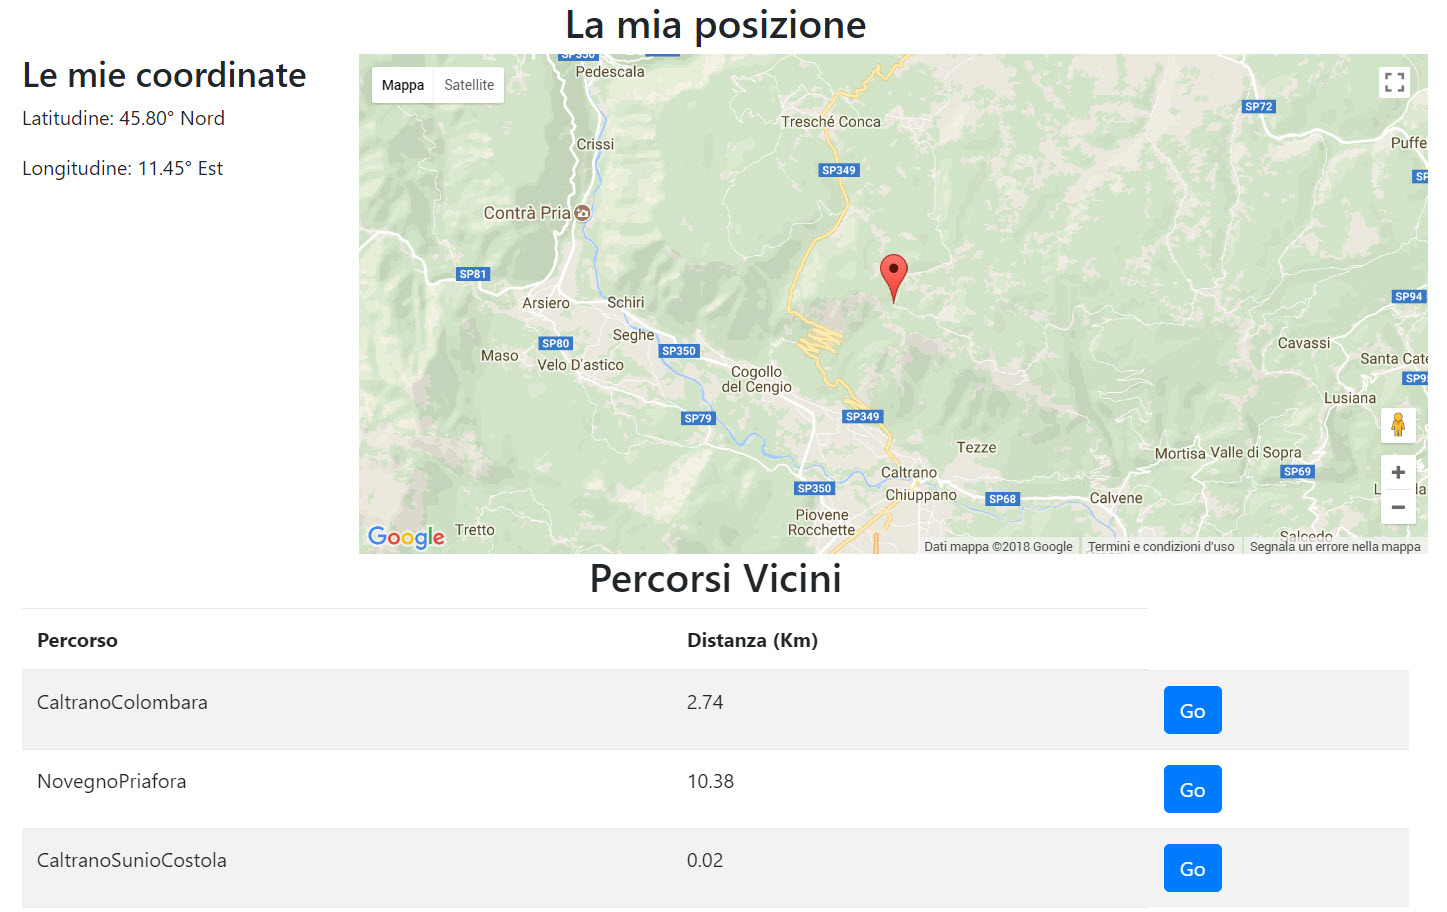 La mia posizione
Le mie coordinate
Latitudine: 45.80° Nord
Longitudine: 11.45° Est
Mappa Satellite
SP350
Pedescala
SP72
Tresché Conca
Crissi
Puffe
SP349
SP
Contrà Pria
SP81
SP94
Arsiero
Schiri
Seghe
SP80
SP350
Cavassi
Maso
Velo D'astico
Santa Cate
Cogollo
del Cengio
SP9
Lusiana
SP79
SP349
Tezze
Mortisa
Valle di Sopra
Caltrano
SP69
SP350
Chiuppano
SP68
Calvene
Piovene
Rocchette
Tretto
Salcedo
Google
Dati mappa ©2018 Google
Termini e condizioni d'uso
Segnala un errore nella mappa
Percorsi Vicini
Percorso Distanza (Km)
CaltranoColombara 2.74 Go
NovegnoPriafora 10.38 Go
CaltranoSunioCostola 0.02 Go